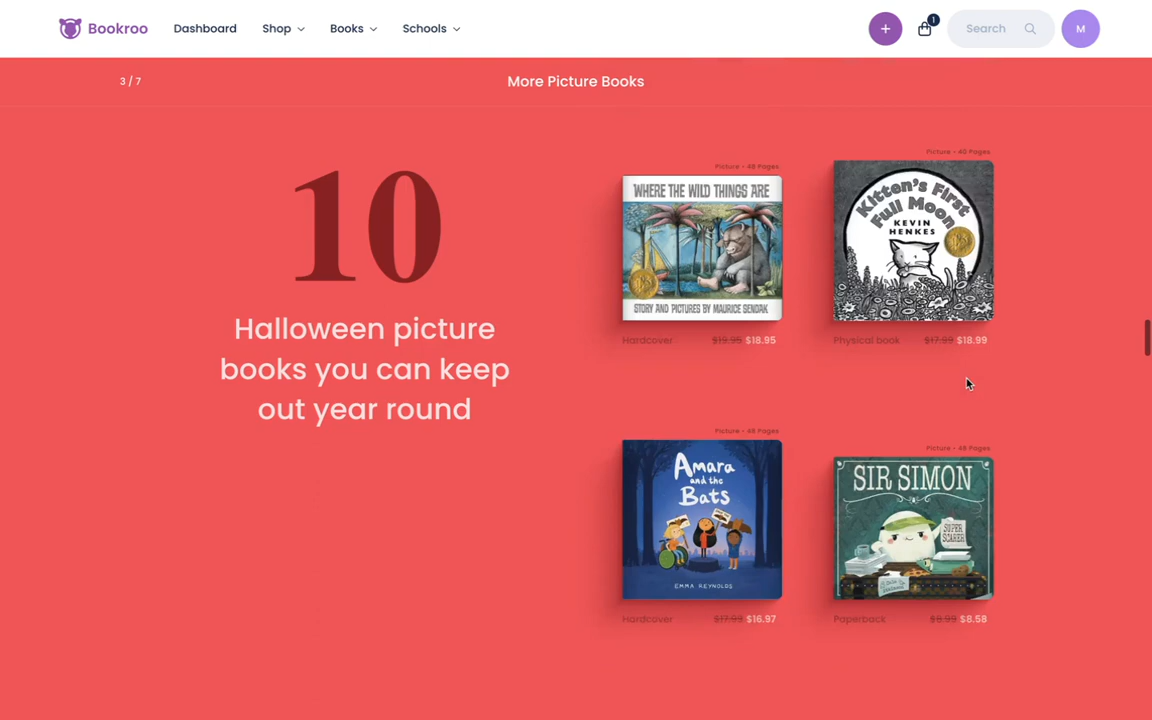 Bookroo
Dashboard
Shop
Books
Schools
+
1
Search
M
3 / 7
More Picture Books
10
Halloween picture
books you can keep
out year round
Picture • 48 Pages
WHERE THE WILD THINGS ARE
STORY AND PICTURES BY MAURICE SENDAK
Hardcover
$19.95 $18.95
Picture • 40 Pages
Kitten's First
Full Moon
KEVIN
HENKES
Physical book
$17.99 $18.99
Picture • 48 Pages
Amara
and the
Bats
EMMA REYNOLDS
Hardcover
$17.99 $16.97
Picture • 48 Pages
SIR SIMON
SUPER
SCARER
Paperback
$8.99 $8.58